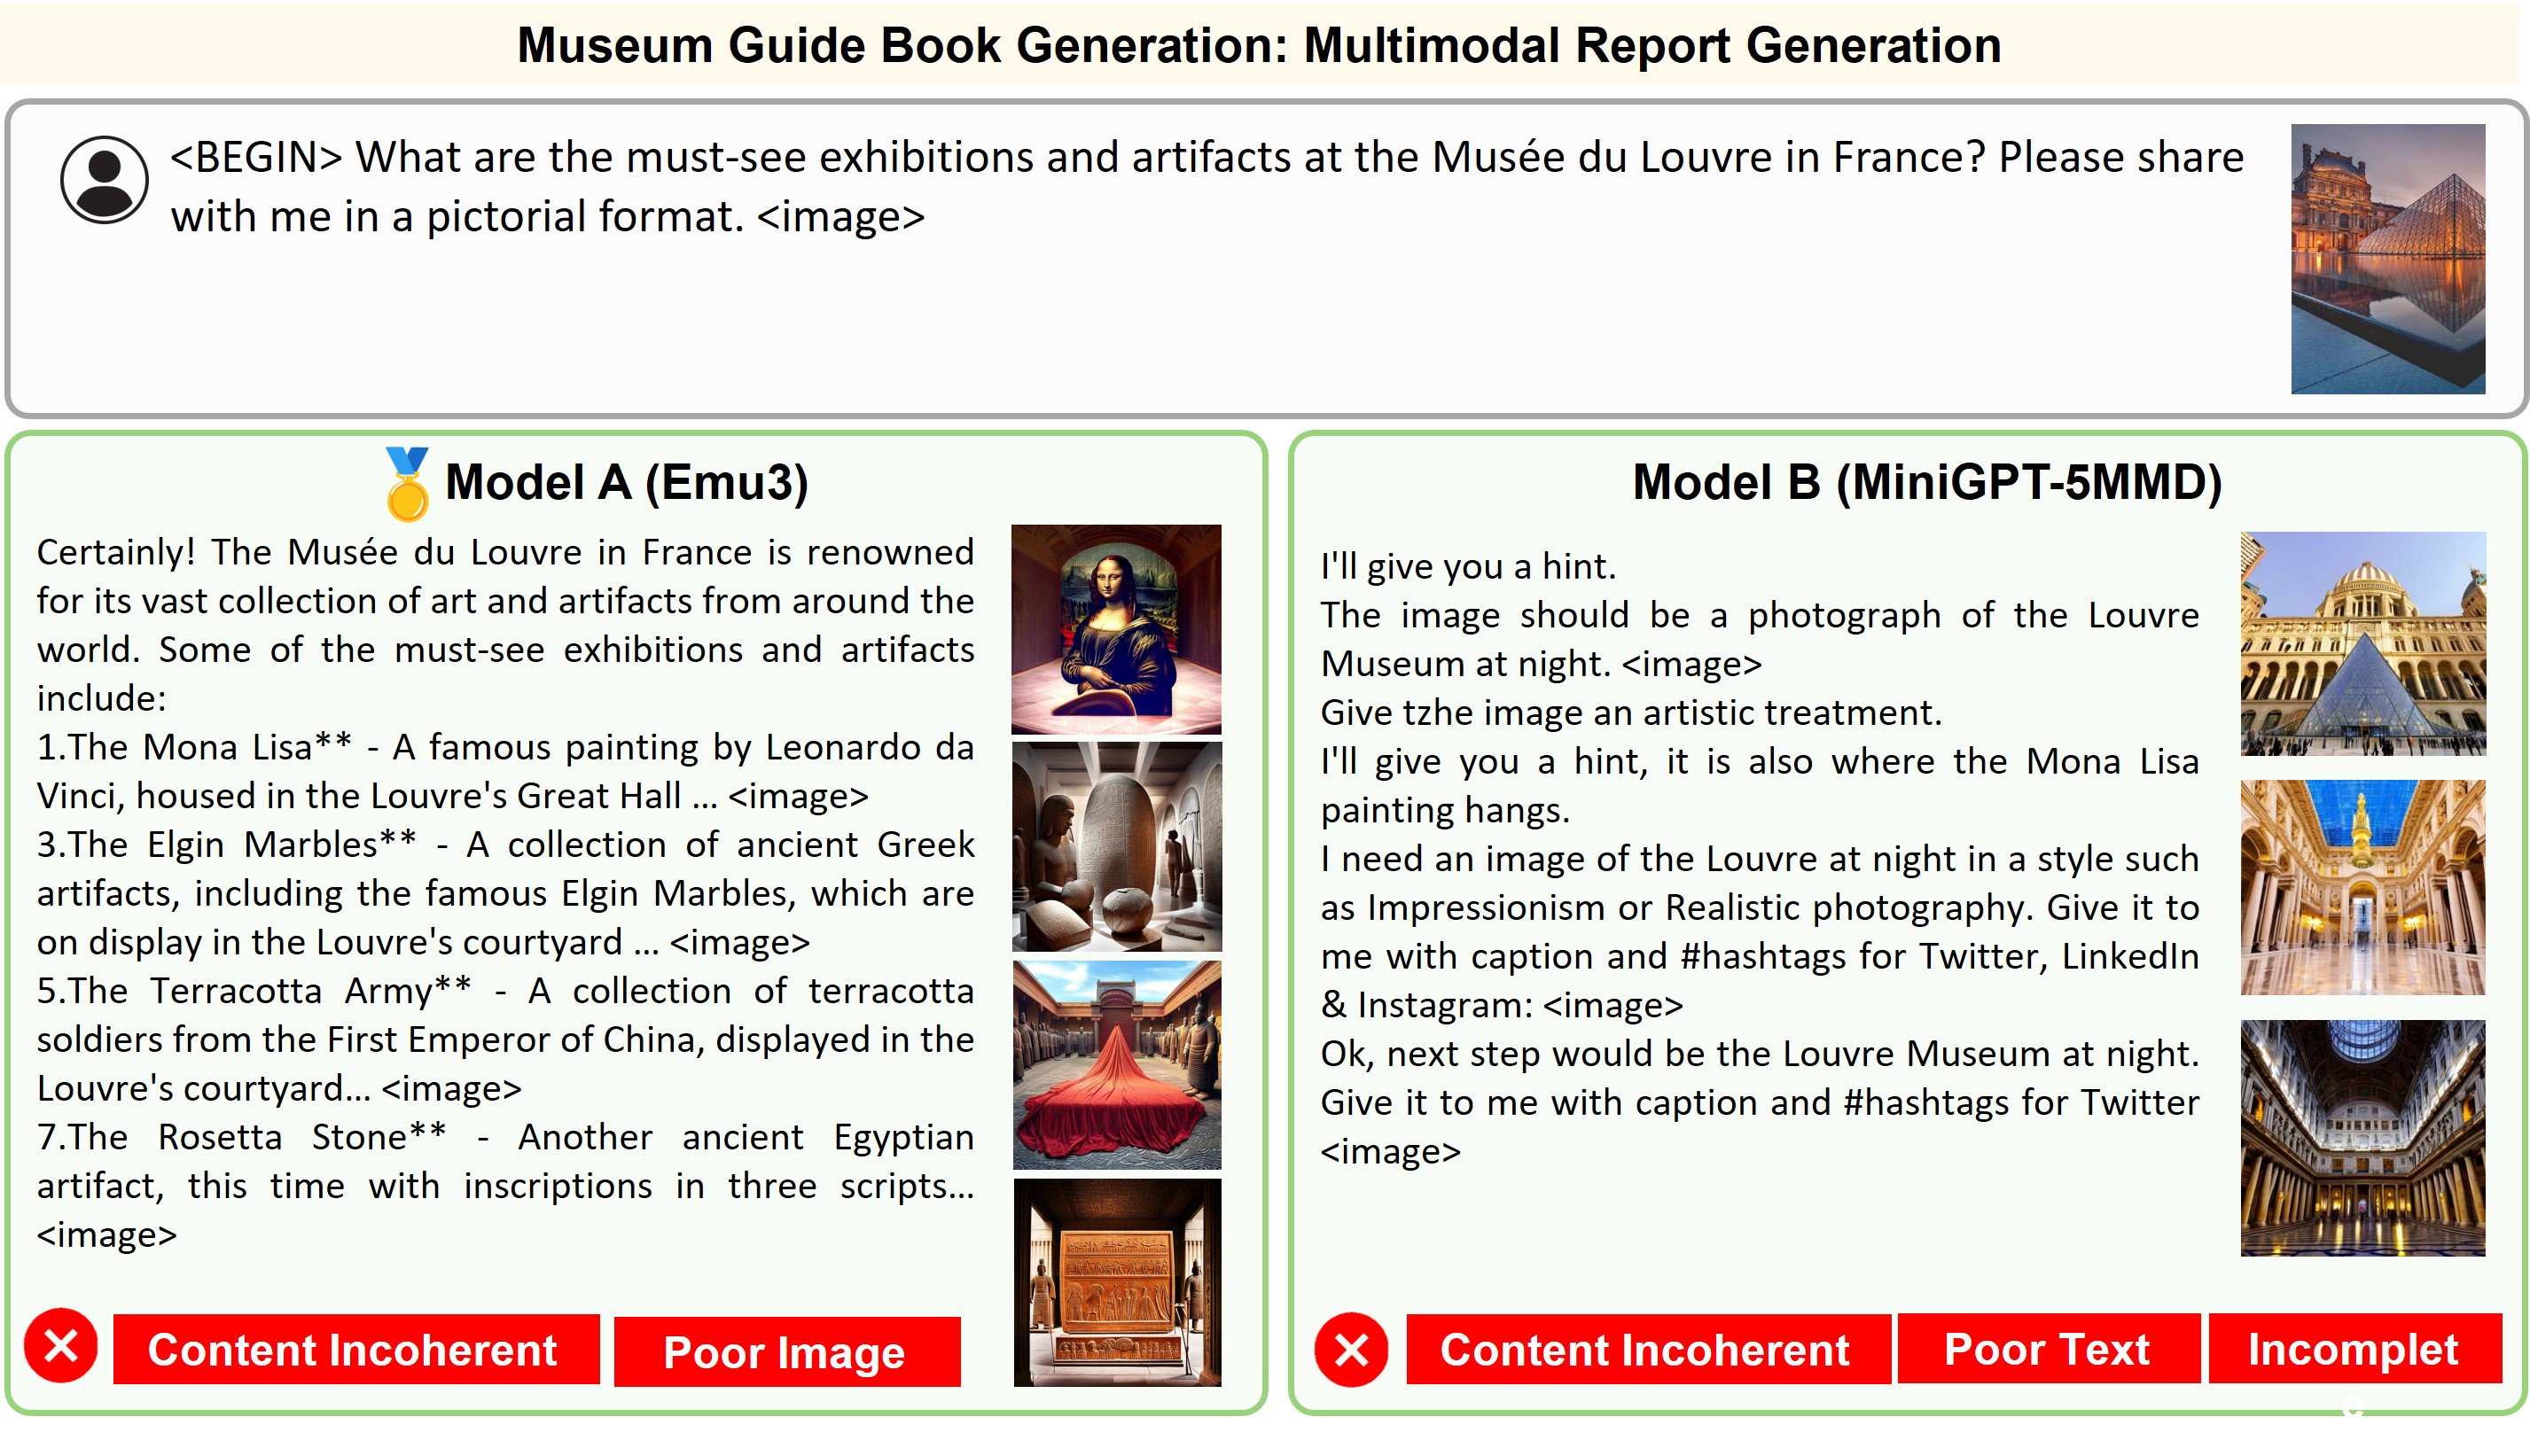 Museum Guide Book Generation: Multimodal Report Generation
<BEGIN> What are the must-see exhibitions and artifacts at the Musée du Louvre in France? Please share
with me in a pictorial format. <image>
Model A (Emu3)
Certainly! The Musée du Louvre in France is renowned
for its vast collection of art and artifacts from around the
world. Some of the must-see exhibitions and artifacts
include:
1.The Mona Lisa** - A famous painting by Leonardo da
Vinci, housed in the Louvre's Great Hall ... <image>
3.The Elgin Marbles** - A collection of ancient Greek
artifacts, including the famous Elgin Marbles, which are
on display in the Louvre's courtyard ... <image>
5.The Terracotta Army** - A collection of terracotta
soldiers from the First Emperor of China, displayed in the
Louvre's courtyard... <image>
7.The Rosetta Stone** - Another ancient Egyptian
artifact, this time with inscriptions in three scripts...
<image>
Content Incoherent
Poor Image
Model B (MiniGPT-5MMD)
I'll give you a hint.
The image should be a photograph of the Louvre
Museum at night. <image>
Give tzhe image an artistic treatment.
I'll give you a hint, it is also where the Mona Lisa
painting hangs.
I need an image of the Louvre at night in a style such
as Impressionism or Realistic photography. Give it to
me with caption and #hashtags for Twitter, LinkedIn
& Instagram: <image>
Ok, next step would be the Louvre Museum at night.
Give it to me with caption and #hashtags for Twitter
<image>
Content Incoherent
Poor Text
Incomplet
e